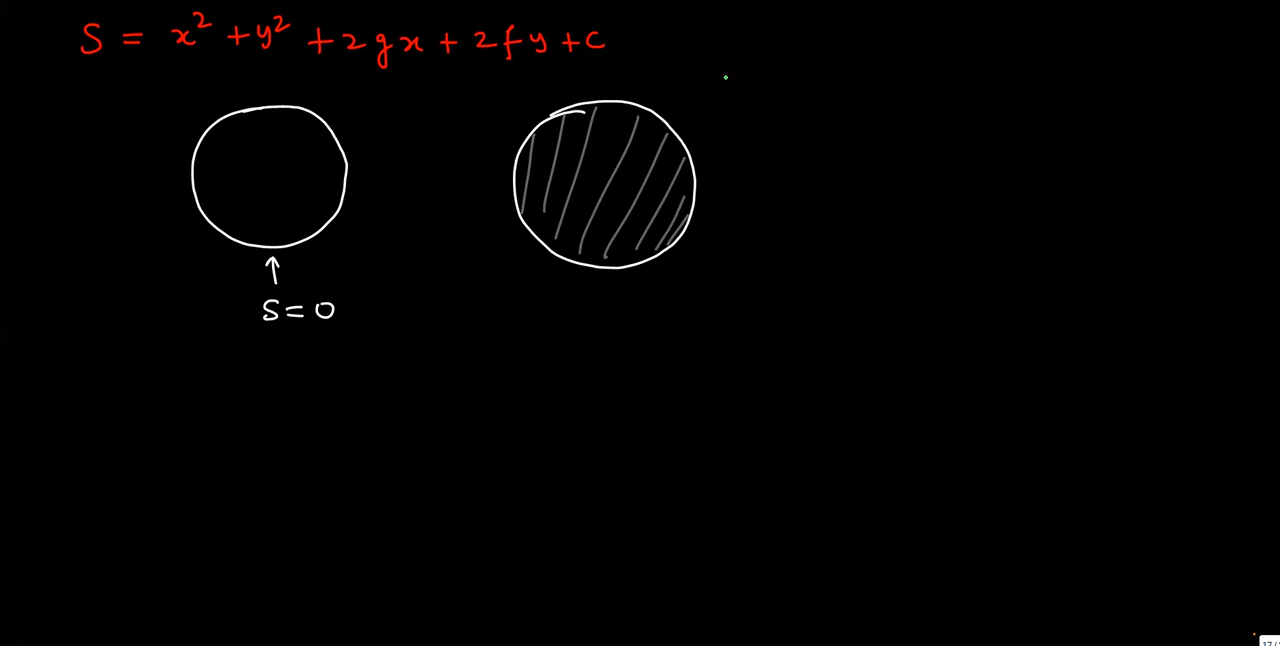 S = x² + y² + 2gx + 2fy + c
S = 0